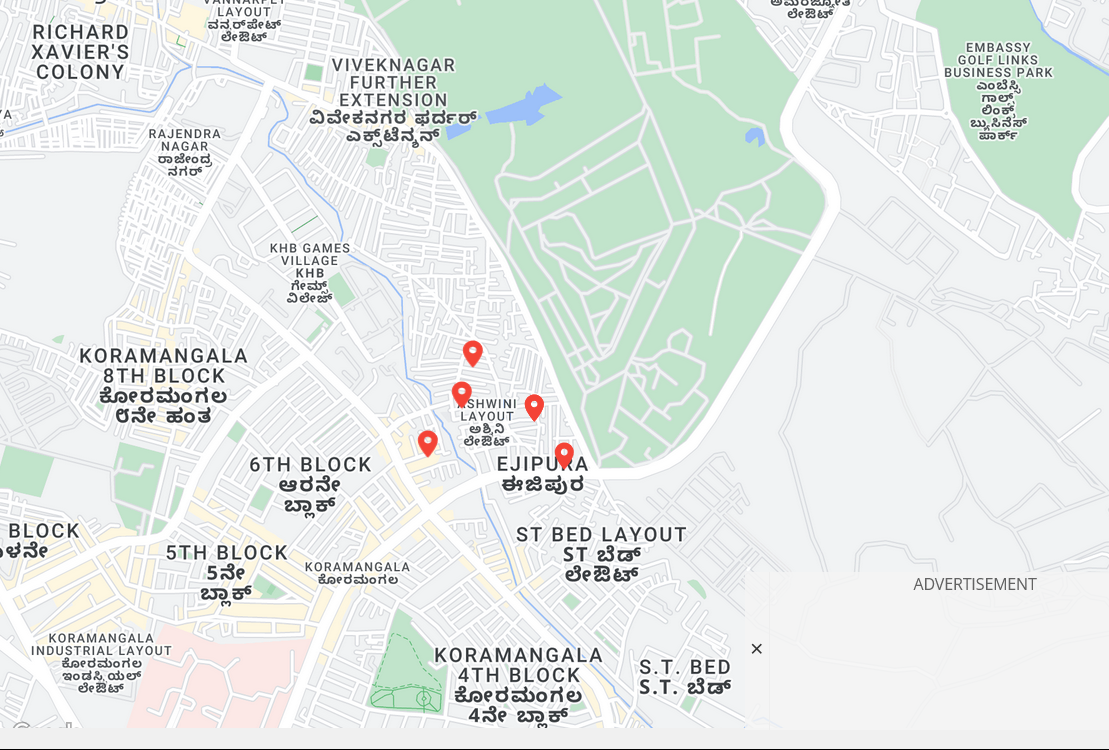 LAYOUT
ವನ್ನರ್‌ಪೇಟ್
ಲೇಔಟ್
ಲೇಔಟ್
RICHARD
XAVIER'S
COLONY
VIVEKNAGAR
FURTHER
EXTENSION
ವಿವೇಕನಗರ ಫರ್ದರ್
ಎಕ್ಸ್‌ಟೆನ್ಶನ್
EMBASSY
GOLF LINKS
BUSINESS PARK
ಎಂಬೆಸ್ಸಿ
ಗಾಲ್ಫ್
ಲಿಂಕ್ಸ್
ಬ್ಯುಸಿನೆಸ್
ಪಾರ್ಕ್
RAJENDRA
NAGAR
ರಾಜೇಂದ್ರ
ನಗರ್
KHB GAMES
VILLAGE
KHB
ಗೇಮ್ಸ್
ವಿಲೇಜ್
KORAMANGALA
8TH BLOCK
ಕೋರಮಂಗಲ
೮ನೇ ಹಂತ
ASHWINI
LAYOUT
ಅಶ್ವಿನಿ
ಲೇಔಟ್
6TH BLOCK
ಆರನೇ
ಬ್ಲಾಕ್
EJIPURA
ಈಜಿಪುರ
BLOCK
5TH BLOCK
5ನೇ
ಬ್ಲಾಕ್
KORAMANGALA
ಕೋರಮಂಗಲ
ST BED LAYOUT
ST ಬೆಡ್
ಲೇಔಟ್
ADVERTISEMENT
×
KORAMANGALA
INDUSTRIAL LAYOUT
ಕೋರಮಂಗಲ
ಇಂಡಸ್ಟ್ರಿಯಲ್
ಲೇಔಟ್
KORAMANGALA
4TH BLOCK
ಕೋರಮಂಗಲ
4ನೇ ಬ್ಲಾಕ್
S.T. BED
S.T. ಬೆಡ್